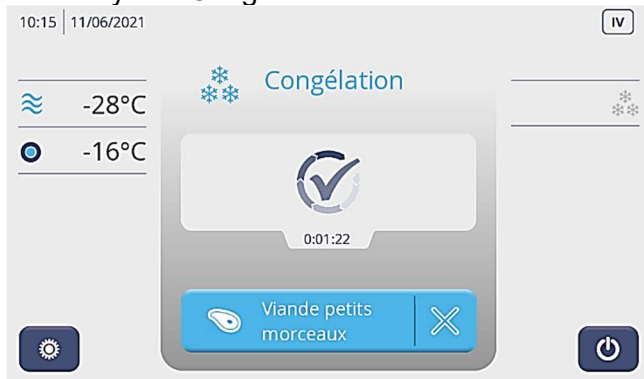 10:15 11/06/2021
IV
Congélation
-28°C
-16°C
0:01:22
Viande petits
morceaux